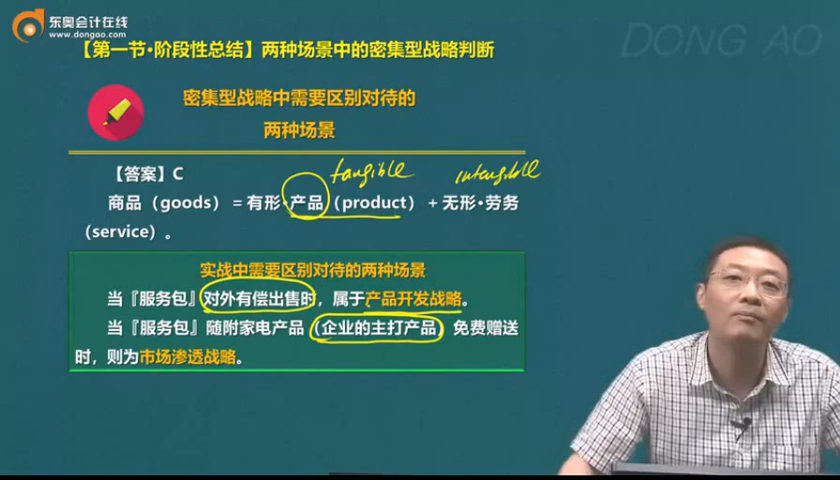 东奥会计在线
www.dongao.com
DONG AO
【第一节·阶段性总结】两种场景中的密集型战略判断
密集型战略中需要区别对待的
两种场景
【答案】C
tangible intangible
商品（goods）=有形·产品（product）+无形·劳务
（service）。
实战中需要区别对待的两种场景
当『服务包』对外有偿出售时，属于产品开发战略。
当『服务包』随附家电产品（企业的主打产品）免费赠送
时，则为市场渗透战略。